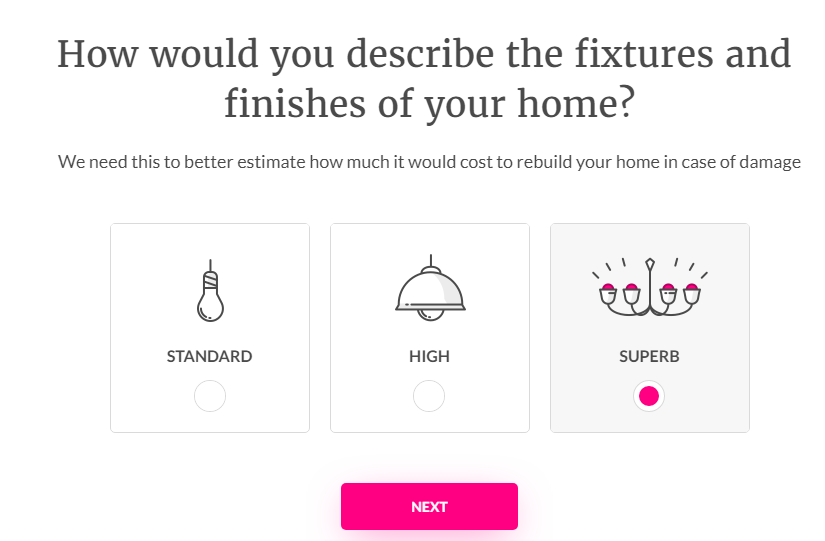 How would you describe the fixtures and
finishes of your home?
We need this to better estimate how much it would cost to rebuild your home in case of damage
STANDARD
HIGH
SUPERB
NEXT